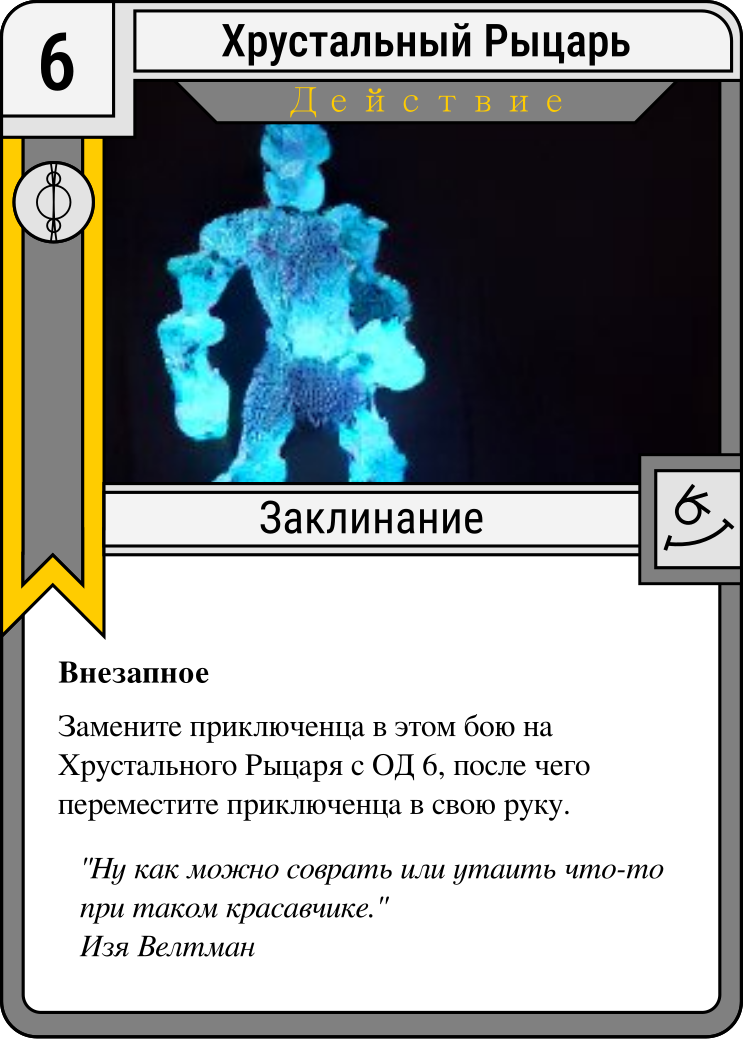 6
Хрустальный Рыцарь
Действие
Заклинание
Внезапное
Замените приключенца в этом бою на
Хрустального Рыцаря с ОД 6, после чего
переместите приключенца в свою руку.
"Ну как можно соврать или утаить что-то
при таком красавчике."
Изя Велтман